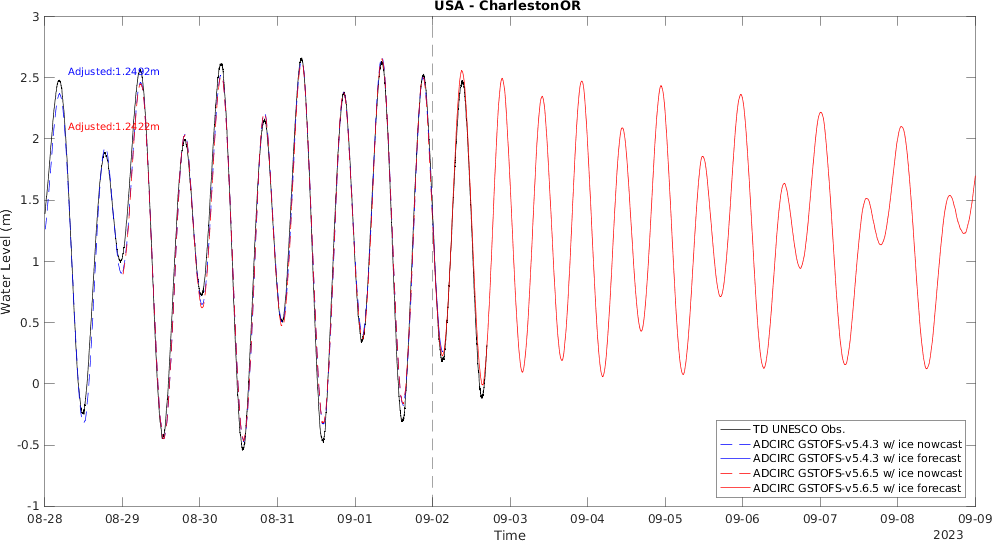 USA - CharlestonOR
3
2.5
2
1.5
1
0.5
0
-0.5
-1
Water Level (m)
Adjusted:1.2492m
Adjusted:1.2422m
TD UNESCO Obs.
ADCIRC GSTOFS-v5.4.3 w/ ice nowcast
ADCIRC GSTOFS-v5.4.3 w/ ice forecast
ADCIRC GSTOFS-v5.6.5 w/ ice nowcast
ADCIRC GSTOFS-v5.6.5 w/ ice forecast
08-28 08-29 08-30 08-31 09-01 09-02 09-03 09-04 09-05 09-06 09-07 09-08 09-09
Time
2023